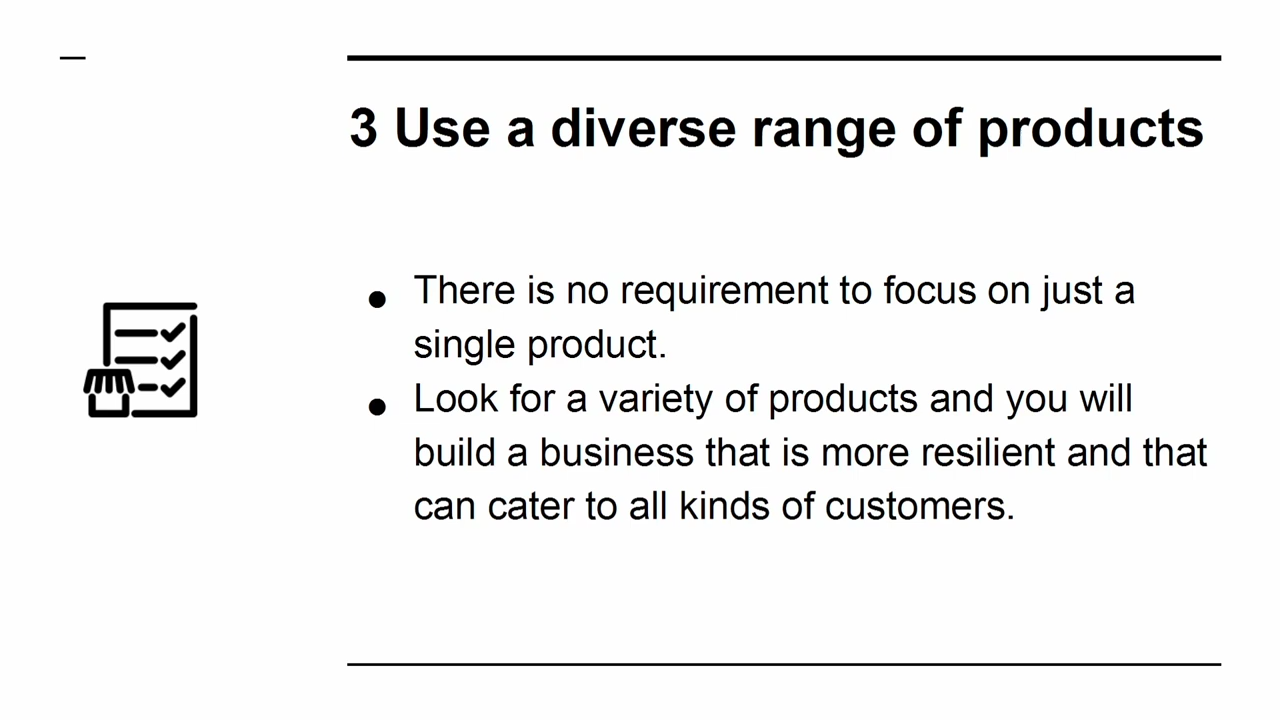 3 Use a diverse range of products
● There is no requirement to focus on just a
single product.
● Look for a variety of products and you will
build a business that is more resilient and that
can cater to all kinds of customers.